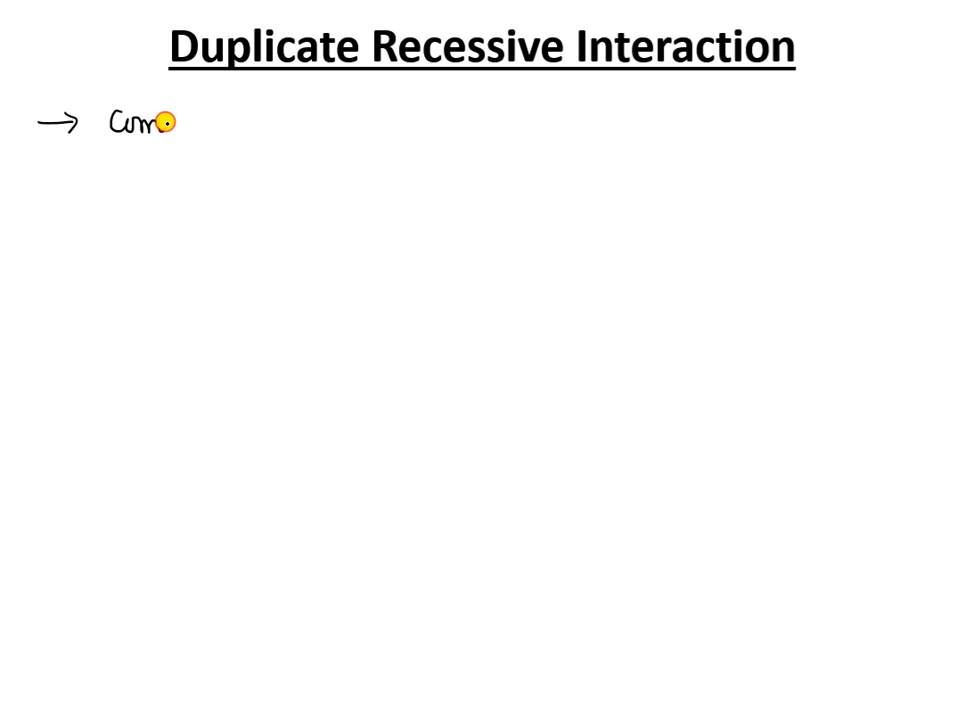 Duplicate Recessive Interaction
→ Com